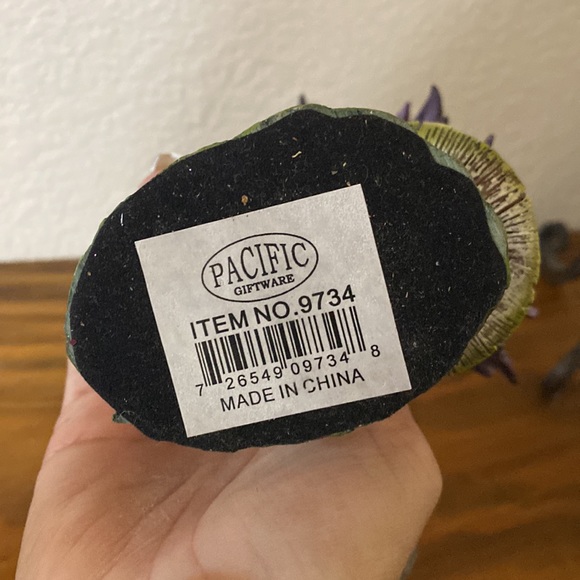 PACIFIC
GIFTWARE
ITEM NO.9734
7 26549 09734 8
MADE IN CHINA